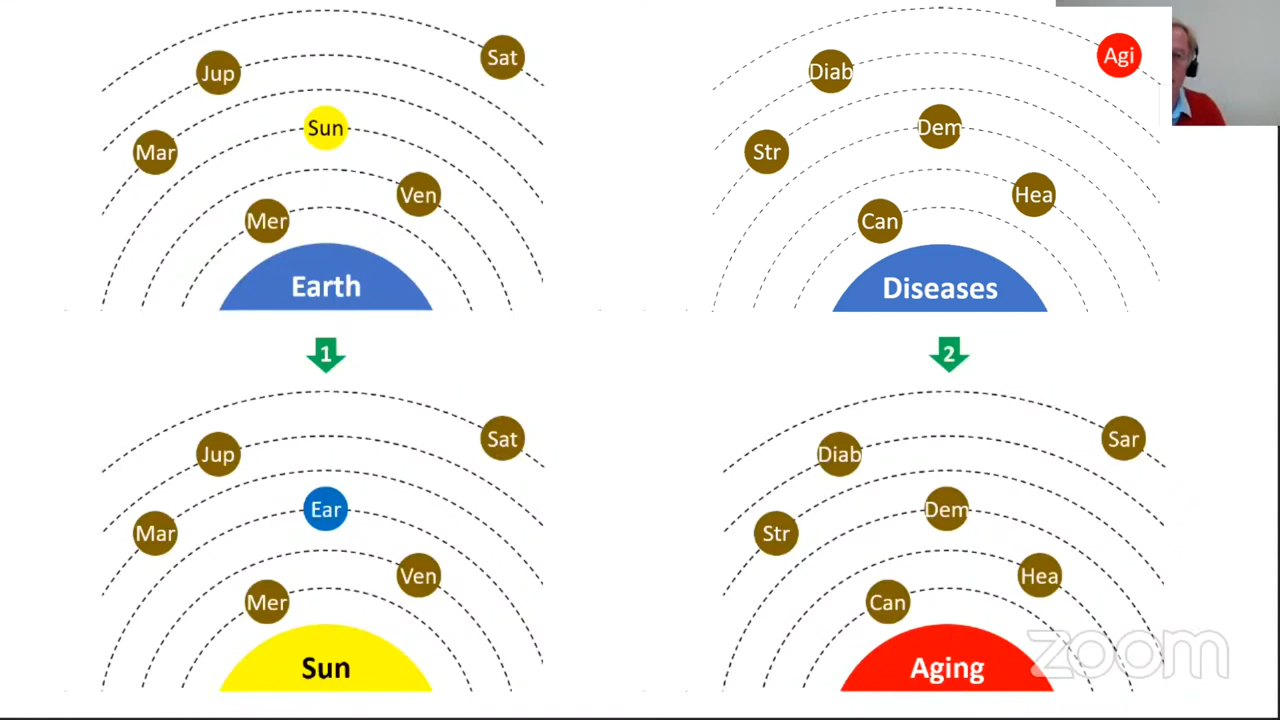 Jup
Sat
Sun
Mar
Ven
Mer
Earth
Diab
Agi
Dem
Str
Hea
Can
Diseases
1
2
Jup
Sat
Ear
Mar
Ven
Mer
Sun
Diab
Sar
Dem
Str
Hea
Can
Aging
zoom